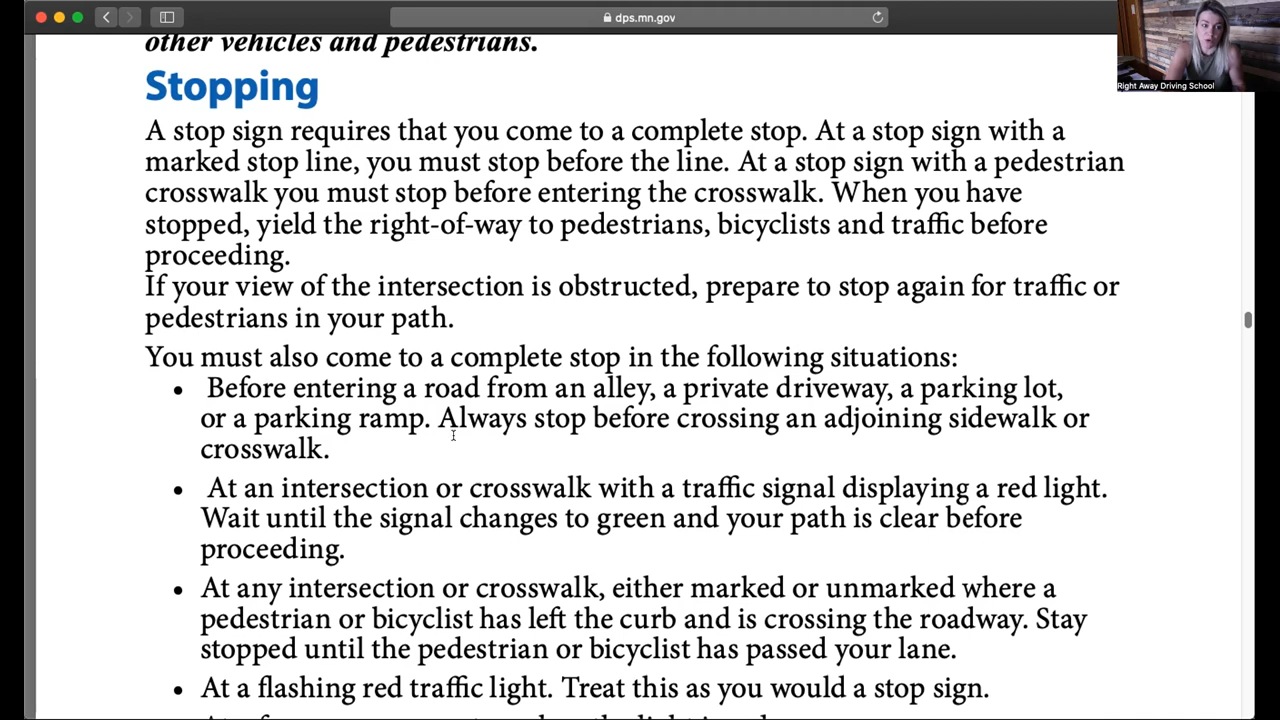 dps.mn.gov
other vehicles and pedestrians.
Right Away Driving School
Stopping
A stop sign requires that you come to a complete stop. At a stop sign with a
marked stop line, you must stop before the line. At a stop sign with a pedestrian
crosswalk you must stop before entering the crosswalk. When you have
stopped, yield the right-of-way to pedestrians, bicyclists and traffic before
proceeding.
If your view of the intersection is obstructed, prepare to stop again for traffic or
pedestrians in your path.
You must also come to a complete stop in the following situations:
• Before entering a road from an alley, a private driveway, a parking lot,
or a parking ramp. Always stop before crossing an adjoining sidewalk or
crosswalk.
• At an intersection or crosswalk with a traffic signal displaying a red light.
Wait until the signal changes to green and your path is clear before
proceeding.
• At any intersection or crosswalk, either marked or unmarked where a
pedestrian or bicyclist has left the curb and is crossing the roadway. Stay
stopped until the pedestrian or bicyclist has passed your lane.
• At a flashing red traffic light. Treat this as you would a stop sign.